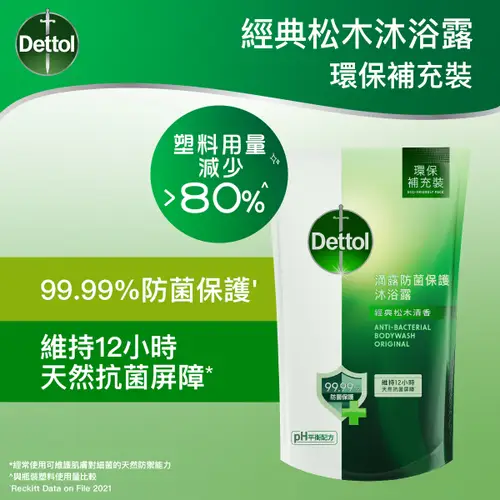 Dettol
經典松木沐浴露
環保補充裝
塑料用量
減少
>80%^
99.99%防菌保護'
維持12小時
天然抗菌屏障*
環保
補充裝
ECO-FRIENDLY PACK
Dettol
滴露防菌保護
沐浴露
經典松木清香
ANTI-BACTERIAL
BODYWASH
ORIGINAL
99.99
防菌保護
維持12小時
天然抗菌屏障
pH平衡配方
*經常使用可維護肌膚對細菌的天然防禦能力
^與瓶裝塑料使用量比較
'Reckitt Data on File 2021